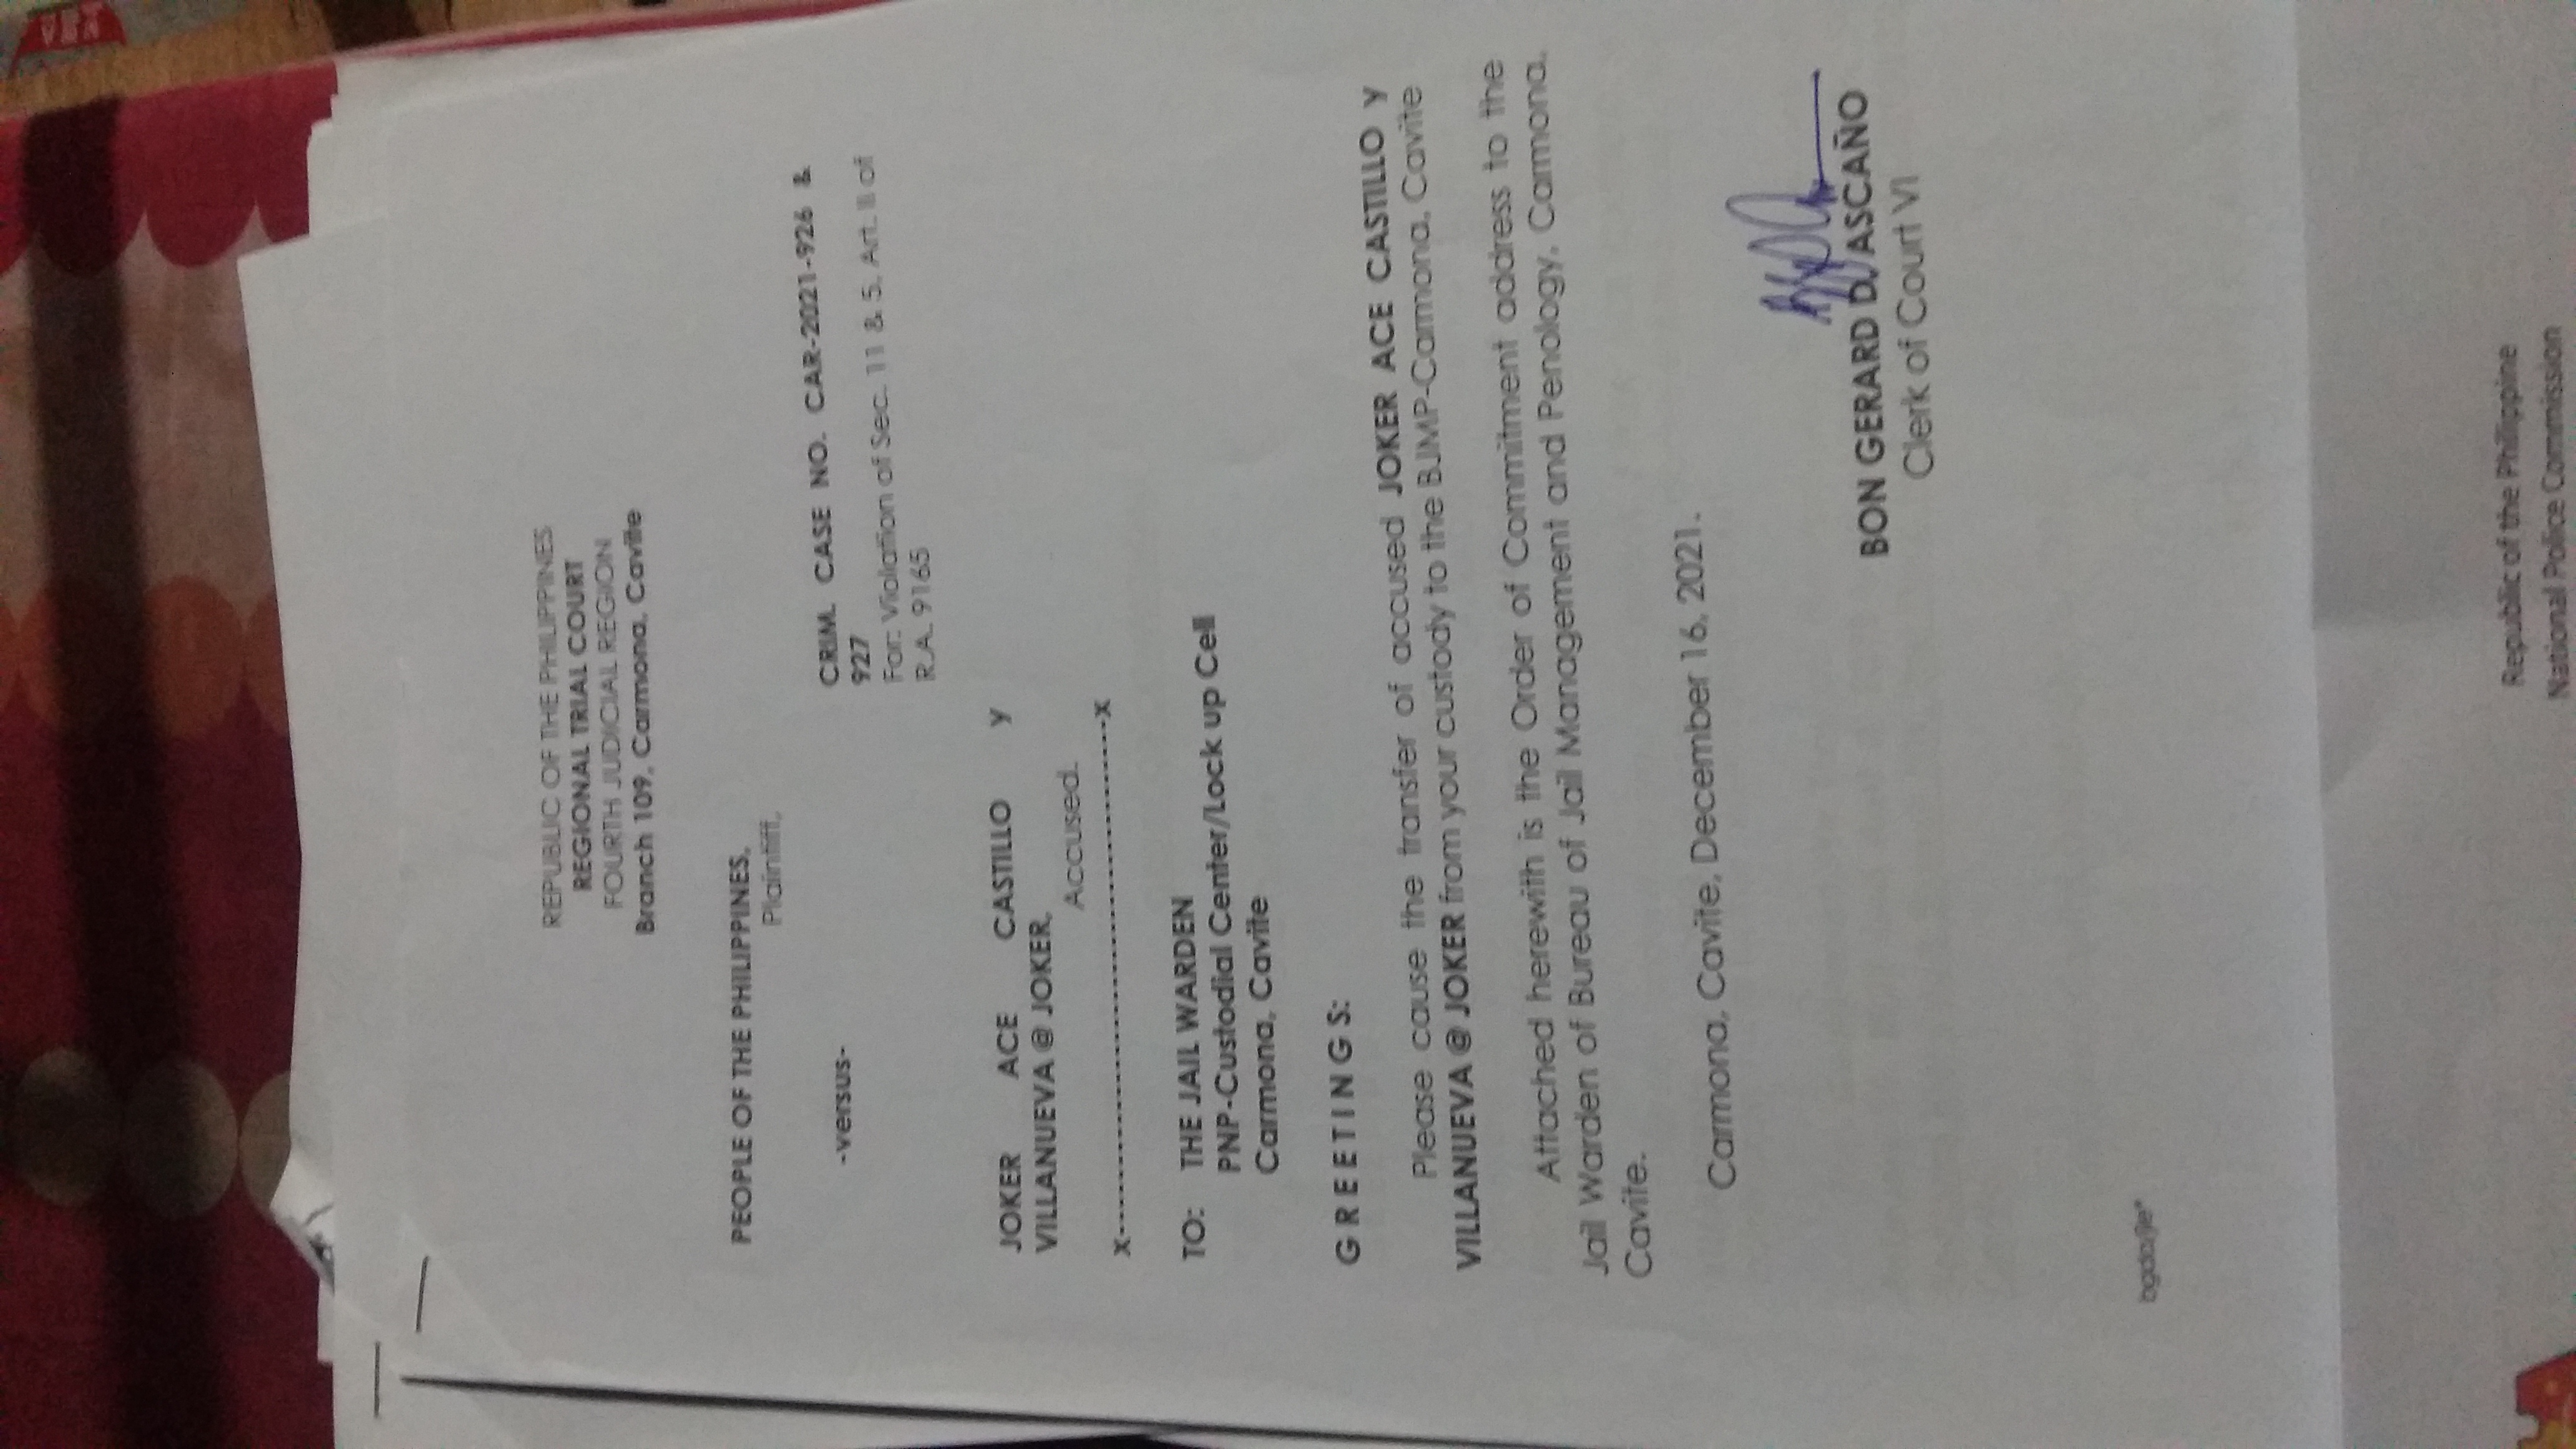 REPUBLIC OF THE PHILIPPINES
REGIONAL TRIAL COURT
FOURTH JUDICIAL REGION
Branch 109, Carmona, Cavite
PEOPLE OF THE PHILIPPINES,
Plaintiff,
-versus-
CRIM. CASE NO. CAR-2021-926 &
927
For: Violation of Sec. 11 & 5, Art. II of
R.A. 9165
JOKER ACE CASTILLO y
VILLANUEVA @ JOKER,
Accused.
x--------------------------------------x
TO: THE JAIL WARDEN
PNP-Custodial Center/Lock up Cell
Carmona, Cavite
G R E E T I N G S:
Please cause the transfer of accused JOKER ACE CASTILLO y
VILLANUEVA @ JOKER from your custody to the BJMP-Carmona, Cavite
Attached herewith is the Order of Commitment address to the
Jail Warden of Bureau of Jail Management and Penology, Carmona,
Cavite.
Carmona, Cavite, December 16, 2021.
BON GERARD D. ASCAÑO
Clerk of Court VI
Republic of the Philippine
National Police Commission